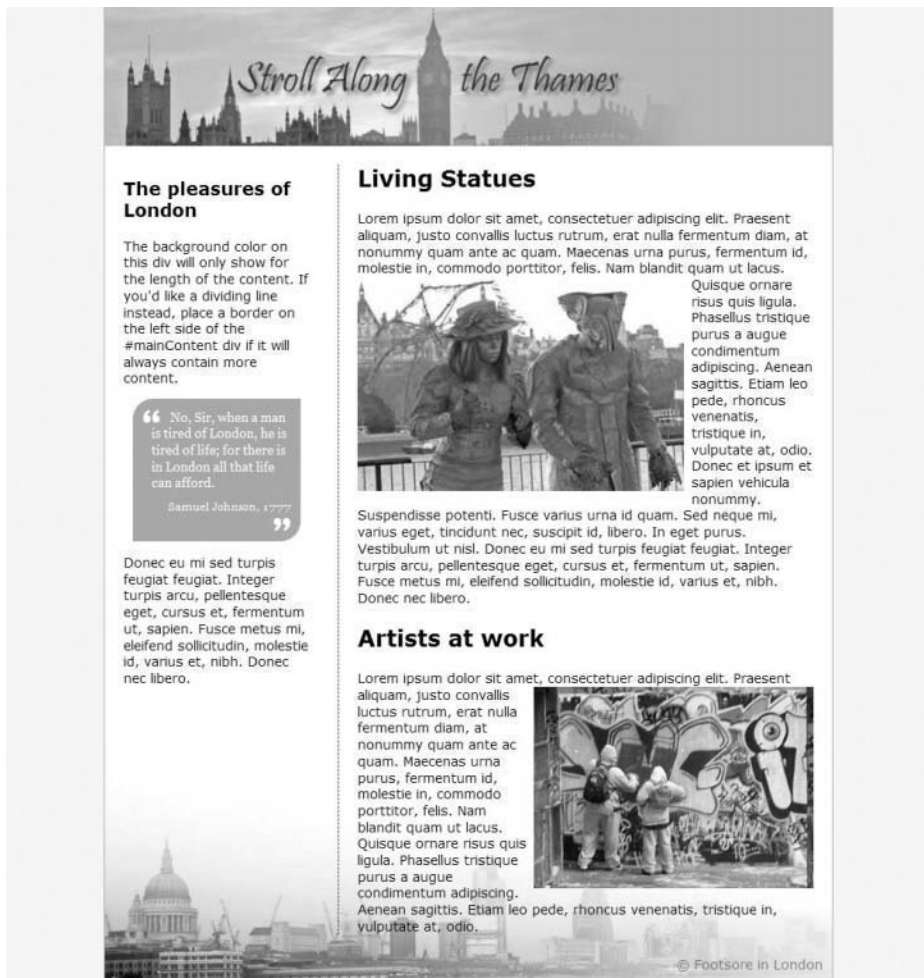 Stroll Along the Thames
The pleasures of
London
The background color on
this div will only show for
the length of the content. If
you'd like a dividing line
instead, place a border on
the left side of the
#mainContent div if it will
always contain more
content.
“ No, Sir, when a man
is tired of London, he is
tired of life; for there is
in London all that life
can afford.
Samuel Johnson, 1777
”
Donec eu mi sed turpis
feugiat feugiat. Integer
turpis arcu, pellentesque
eget, cursus et, fermentum
ut, sapien. Fusce metus mi,
eleifend sollicitudin, molestie
id, varius et, nibh. Donec
nec libero.
Living Statues
Lorem ipsum dolor sit amet, consectetuer adipiscing elit. Praesent
aliquam, justo convallis luctus rutrum, erat nulla fermentum diam, at
nonummy quam ante ac quam. Maecenas urna purus, fermentum id,
molestie in, commodo porttitor, felis. Nam blandit quam ut lacus.
Quisque ornare
risus quis ligula.
Phasellus tristique
purus a augue
condimentum
adipiscing. Aenean
sagittis. Etiam leo
pede, rhoncus
venenatis,
tristique in,
vulputate at, odio.
Donec et ipsum et
sapien vehicula
nonummy.
Suspendisse potenti. Fusce varius urna id quam. Sed neque mi,
varius eget, tincidunt nec, suscipit id, libero. In eget purus.
Vestibulum ut nisl. Donec eu mi sed turpis feugiat feugiat. Integer
turpis arcu, pellentesque eget, cursus et, fermentum ut, sapien.
Fusce metus mi, eleifend sollicitudin, molestie id, varius et, nibh.
Donec nec libero.
Artists at work
Lorem ipsum dolor sit amet, consectetuer adipiscing elit. Praesent
aliquam, justo convallis
luctus rutrum, erat nulla
fermentum diam, at
nonummy quam ante ac
quam. Maecenas urna
purus, fermentum id,
molestie in, commodo
porttitor, felis. Nam
blandit quam ut lacus.
Quisque ornare risus quis
ligula. Phasellus tristique
purus a augue
condimentum adipiscing.
Aenean sagittis. Etiam leo pede, rhoncus venenatis, tristique in,
vulputate at, odio.
© Footsore in London